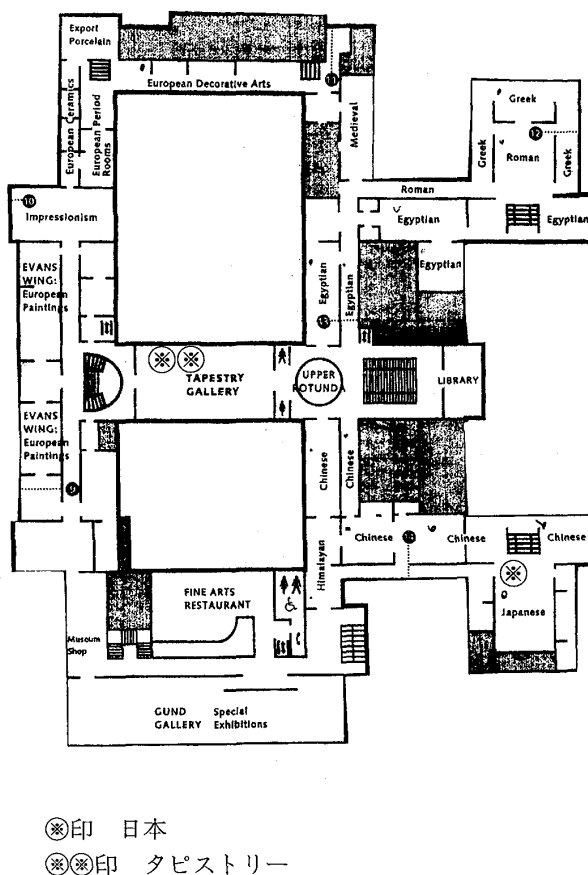 Export
Porcelain
European Decorative Arts
European Ceramics
European Period
Rooms
Medieval
Greek
Greek
Roman
Greek
Roman
10
12
Impressionism
Egyptian
Egyptian
Egyptian
EVANS
WING:
European
Paintings
Egyptian
Egyptian
※ ※
TAPESTRY
GALLERY
UPPER
ROTUNDA
LIBRARY
EVANS
WING:
European
Paintings
9
Chinese
Chinese
Chinese
Chinese
Chinese
Himalayan
※
Japanese
FINE ARTS
RESTAURANT
Museum
Shop
GUND Special
GALLERY Exhibitions
※印 日本
※※印 タピストリー